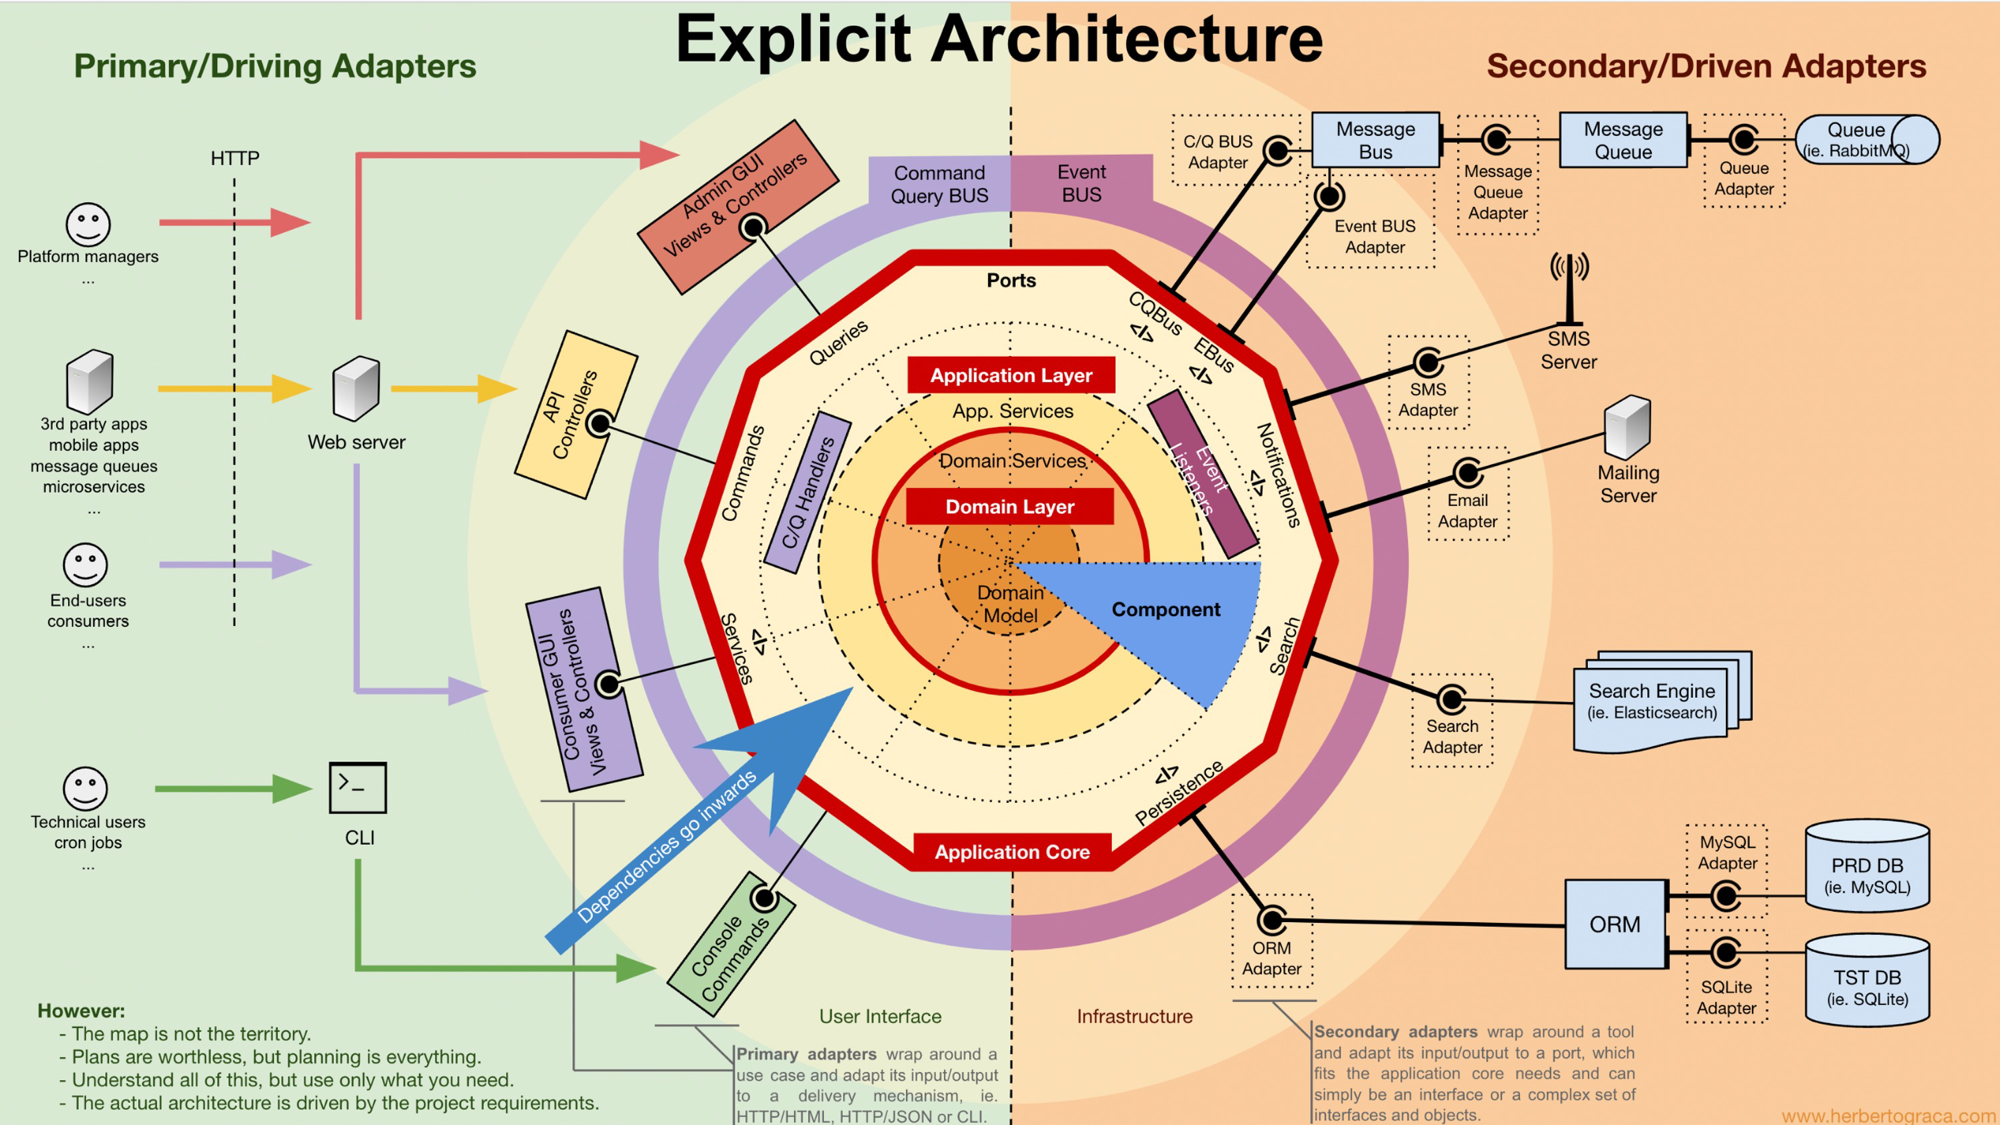 Explicit Architecture
Primary/Driving Adapters
Secondary/Driven Adapters
HTTP
Platform managers
...
3rd party apps
mobile apps
message queues
microservices
...
End-users
consumers
...
Technical users
cron jobs
...
Web server
>_
CLI
Admin GUI
Views & Controllers
API
Controllers
Consumer GUI
Views & Controllers
Console
Commands
Command
Query BUS
Event
BUS
Ports
Queries
Commands
Services
</>
CQBus
</>
EBus
</>
Notifications
</>
Search
</>
Persistence
</>
Application Layer
App. Services
C/Q Handlers
Event
Listeners
Domain Services
Domain Layer
Domain
Model
Component
Application Core
Dependencies go inwards
C/Q BUS
Adapter
Message
Bus
Event BUS
Adapter
Message
Queue
Adapter
Message
Queue
Queue
Adapter
Queue
(ie. RabbitMQ)
SMS
Server
SMS
Adapter
Mailing
Server
Email
Adapter
Search
Adapter
Search Engine
(ie. Elasticsearch)
ORM
Adapter
ORM
MySQL
Adapter
PRD DB
(ie. MySQL)
SQLite
Adapter
TST DB
(ie. SQLite)
However:
- The map is not the territory.
- Plans are worthless, but planning is everything.
- Understand all of this, but use only what you need.
- The actual architecture is driven by the project requirements.
User Interface
Infrastructure
Primary adapters wrap around a
use case and adapt its input/output
to a delivery mechanism, ie.
HTTP/HTML, HTTP/JSON or CLI.
Secondary adapters wrap around a tool
and adapt its input/output to a port, which
fits the application core needs and can
simply be an interface or a complex set of
interfaces and objects.
www.herbertograca.com